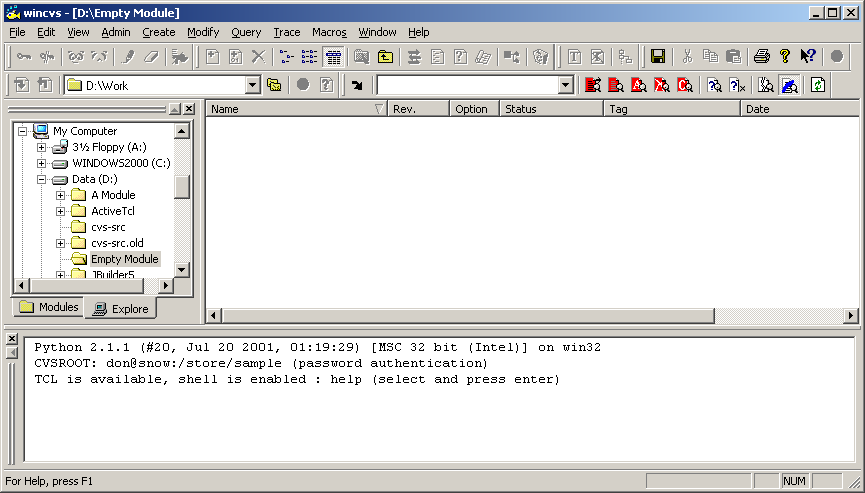 wincvs - [D:\Empty Module]
File Edit View Admin Create Modify Query Trace Macros Window Help
D:\Work
Name Rev. Option Status Tag Date
My Computer
3½ Floppy (A:)
WINDOWS2000 (C:)
Data (D:)
A Module
ActiveTcl
cvs-src
cvs-src.old
Empty Module
JBuilder5
Modules Explore
Python 2.1.1 (#20, Jul 20 2001, 01:19:29) [MSC 32 bit (Intel)] on win32
CVSROOT: don@snow:/store/sample (password authentication)
TCL is available, shell is enabled : help (select and press enter)
For Help, press F1 NUM